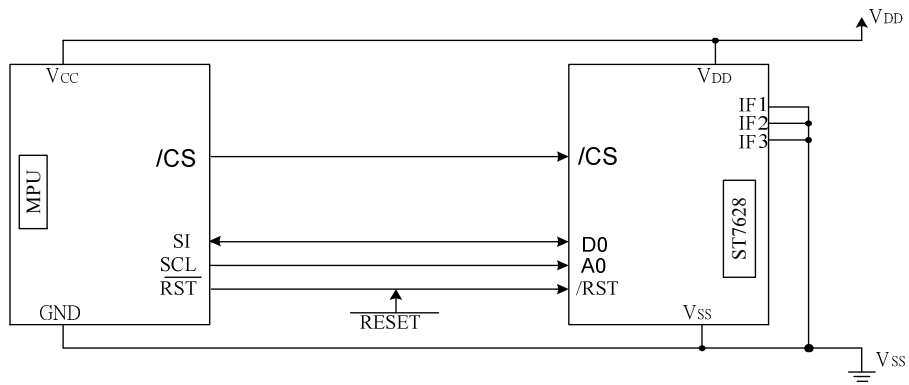 VDD
VCC
VDD
IF1
IF2
IF3
/CS
/CS
MPU
ST7628
SI
D0
SCL
A0
RST
/RST
RESET
GND
VSS
VSS